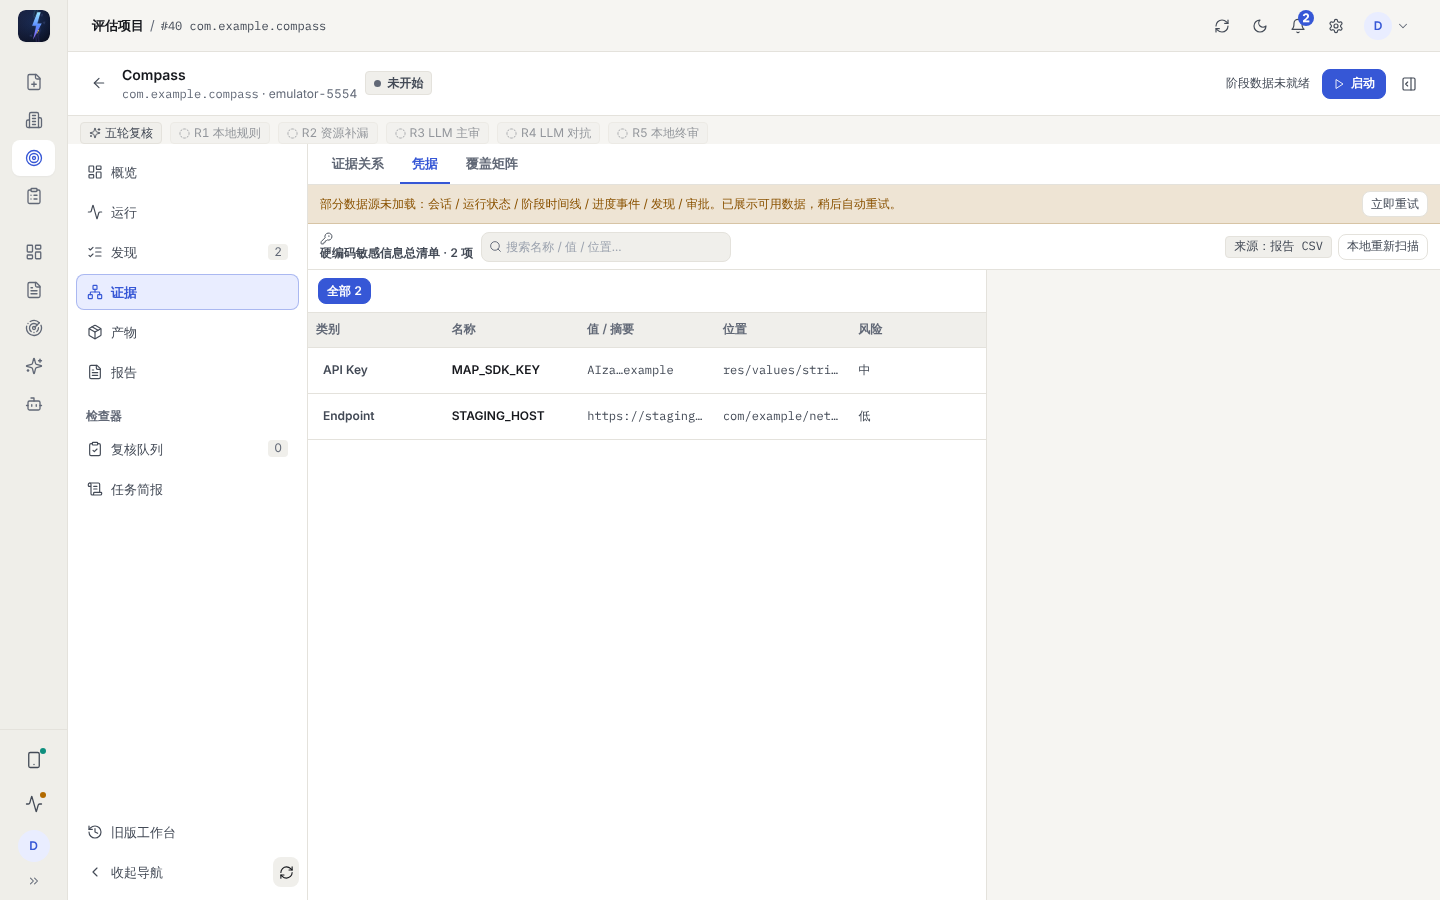 评估项目 / #40 com.example.compass
2
D
Compass
com.example.compass · emulator-5554
未开始
阶段数据未就绪
启动
五轮复核
R1 本地规则
R2 资源补漏
R3 LLM 主审
R4 LLM 对抗
R5 本地终审
概览
运行
发现 2
证据
产物
报告
检查器
复核队列 0
任务简报
旧版工作台
收起导航
D
证据关系 凭据 覆盖矩阵
部分数据源未加载：会话 / 运行状态 / 阶段时间线 / 进度事件 / 发现 / 审批。已展示可用数据，稍后自动重试。
立即重试
硬编码敏感信息总清单 · 2 项
搜索名称 / 值 / 位置…
来源：报告 CSV
本地重新扫描
全部 2
类别 名称 值 / 摘要 位置 风险
API Key MAP_SDK_KEY AIza…example res/values/stri… 中
Endpoint STAGING_HOST https://staging… com/example/net… 低